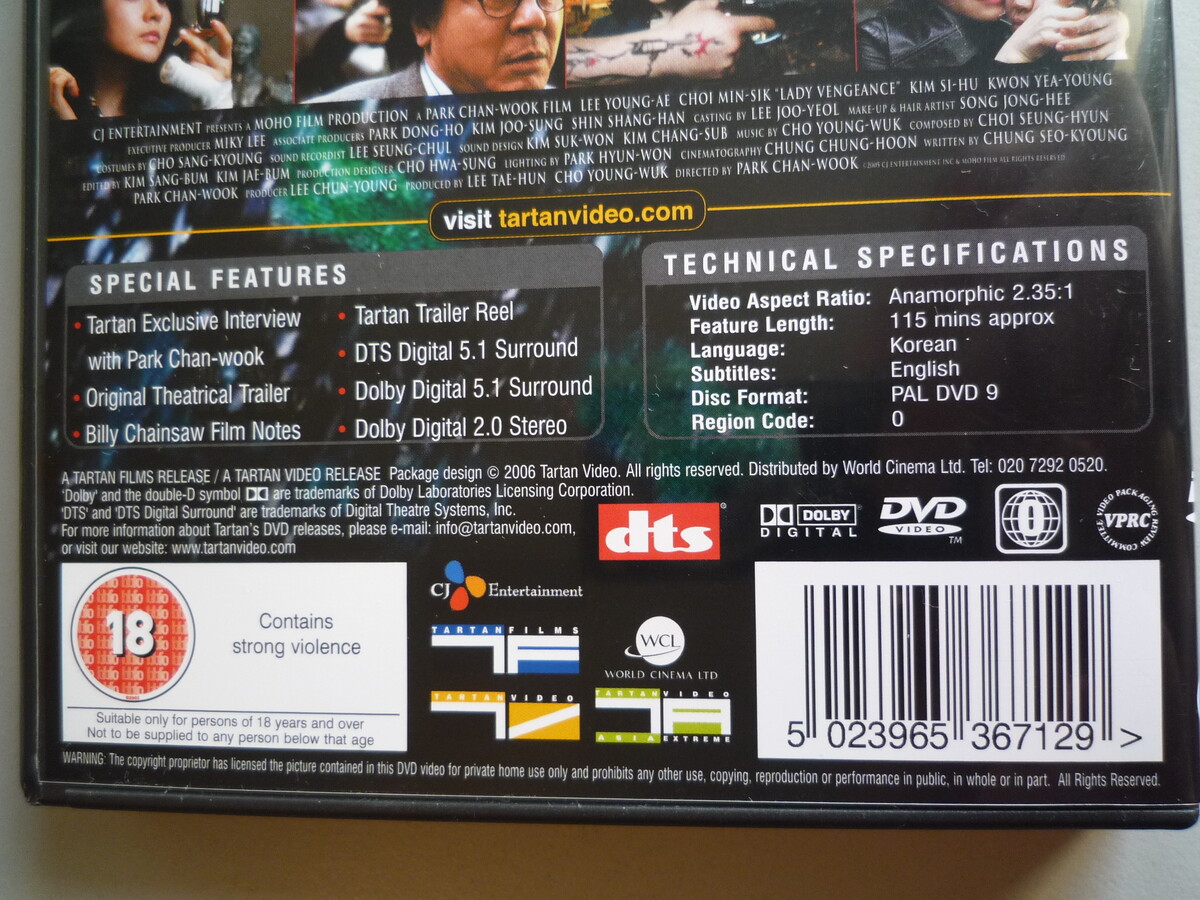 CJ ENTERTAINMENT PRESENTS A MOHO FILM PRODUCTION A PARK CHAN-WOOK FILM LEE YOUNG-AE CHOI MIN-SIK "LADY VENGEANCE" KIM SI-HU KWON YEA-YOUNG
EXECUTIVE PRODUCER MIKY LEE ASSOCIATE PRODUCERS PARK DONG-HO KIM JOO-SUNG SHIN SHANG-HAN CASTING BY LEE JOO-YEOL MAKE-UP & HAIR ARTIST SONG JONG-HEE
COSTUMES BY CHO SANG-KYOUNG SOUND RECORDIST LEE SEUNG-CHUL SOUND DESIGN KIM SUK-WON KIM CHANG-SUB MUSIC BY CHO YOUNG-WUK COMPOSED BY CHOI SEUNG-HYUN
EDITED BY KIM SANG-BUM KIM JAE-BUM PRODUCTION DESIGNER CHO HWA-SUNG LIGHTING BY PARK HYUN-WON CINEMATOGRAPHY CHUNG CHUNG-HOON WRITTEN BY CHUNG SEO-KYOUNG
PARK CHAN-WOOK PRODUCER LEE CHUN-YOUNG PRODUCED BY LEE TAE-HUN CHO YOUNG-WUK DIRECTED BY PARK CHAN-WOOK ©2005 CJ ENTERTAINMENT INC & MOHO FILM ALL RIGHTS RESERVED
visit tartanvideo.com
SPECIAL FEATURES
• Tartan Exclusive Interview
with Park Chan-wook
• Original Theatrical Trailer
• Billy Chainsaw Film Notes
• Tartan Trailer Reel
• DTS Digital 5.1 Surround
• Dolby Digital 5.1 Surround
• Dolby Digital 2.0 Stereo
TECHNICAL SPECIFICATIONS
Video Aspect Ratio: Anamorphic 2.35:1
Feature Length: 115 mins approx
Language: Korean
Subtitles: English
Disc Format: PAL DVD 9
Region Code: 0
A TARTAN FILMS RELEASE / A TARTAN VIDEO RELEASE Package design © 2006 Tartan Video. All rights reserved. Distributed by World Cinema Ltd. Tel: 020 7292 0520.
'Dolby' and the double-D symbol are trademarks of Dolby Laboratories Licensing Corporation.
'DTS' and 'DTS Digital Surround' are trademarks of Digital Theatre Systems, Inc.
For more information about Tartan's DVD releases, please e-mail: info@tartanvideo.com,
or visit our website: www.tartanvideo.com
dts®
DOLBY
DIGITAL
DVD
VIDEO TM
0
VIDEO PACKAGING REVIEW COMMITTEE
VPRC
18
Contains
strong violence
Suitable only for persons of 18 years and over
Not to be supplied to any person below that age
CJ Entertainment
TARTAN FILMS
TF
WCL
WORLD CINEMA LTD
TARTAN VIDEO
TV
TARTAN VIDEO
ASIA EXTREME
5 023965 367129 >
WARNING: The copyright proprietor has licensed the picture contained in this DVD video for private home use only and prohibits any other use, copying, reproduction or performance in public, in whole or in part. All Rights Reserved.